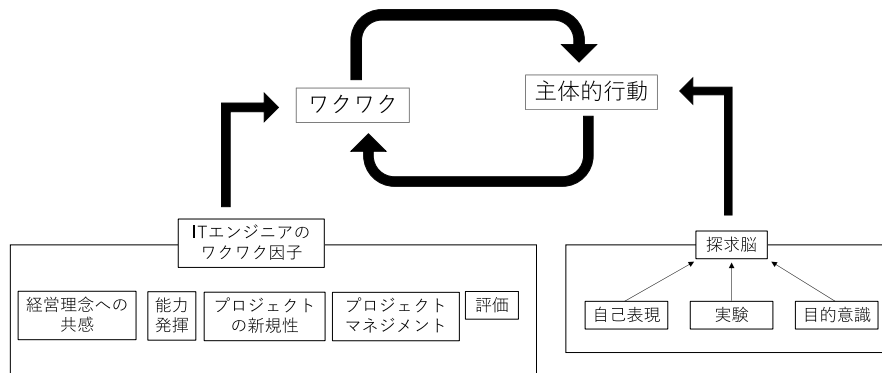 ワクワク
主体的行動
ITエンジニアの
ワクワク因子
経営理念への
共感
能力
発揮
プロジェクト
の新規性
プロジェクト
マネジメント
評価
探求脳
自己表現
実験
目的意識